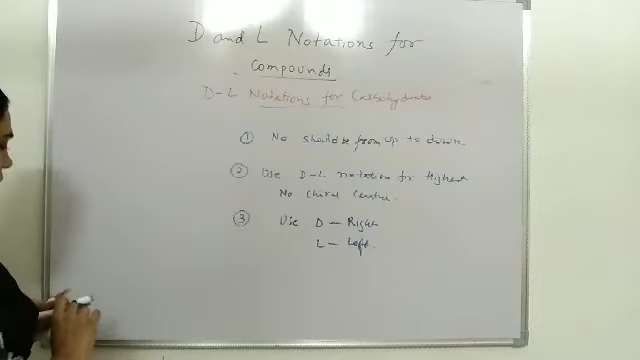 D and L Notations for
compounds
D-L Notations for Carbohydrates
① No should be from up to down.
② Use D-L notation for Highest
No chiral center.
③ Use D - Right
L - Left.